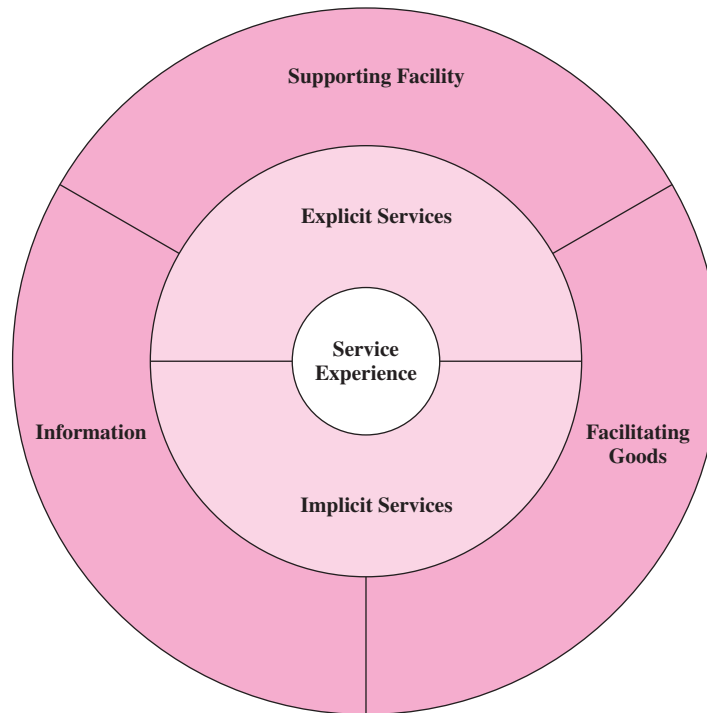 Supporting Facility
Explicit Services
Service
Experience
Information
Facilitating
Goods
Implicit Services